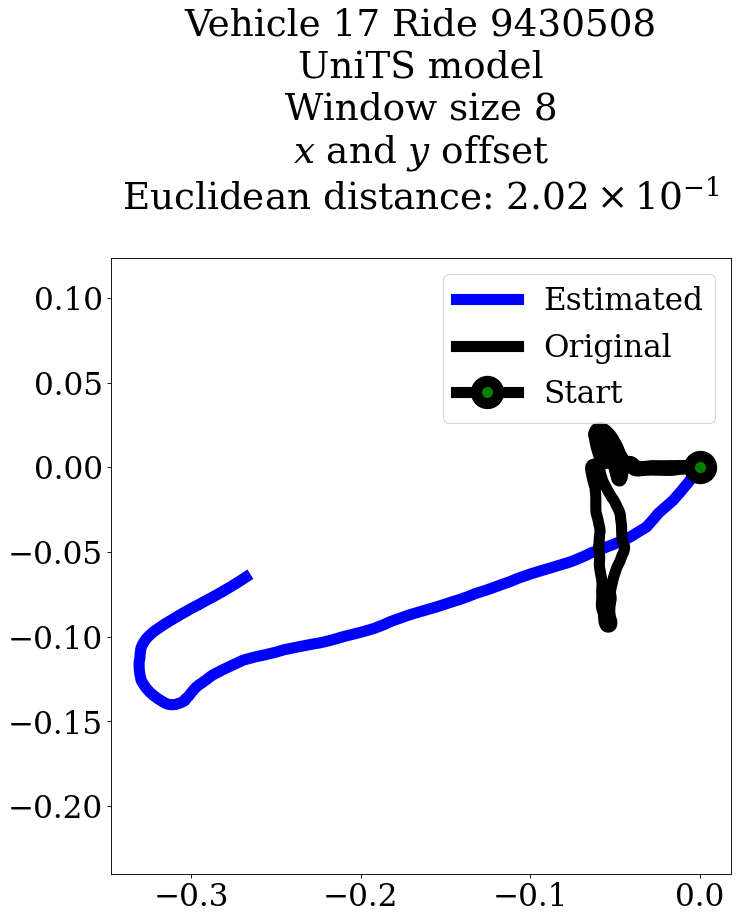 Vehicle 17 Ride 9430508
UniTS model
Window size 8
x and y offset
Euclidean distance: 2.02 × 10⁻¹
Estimated
Original
Start
0.10
0.05
0.00
−0.05
−0.10
−0.15
−0.20
−0.3
−0.2
−0.1
0.0